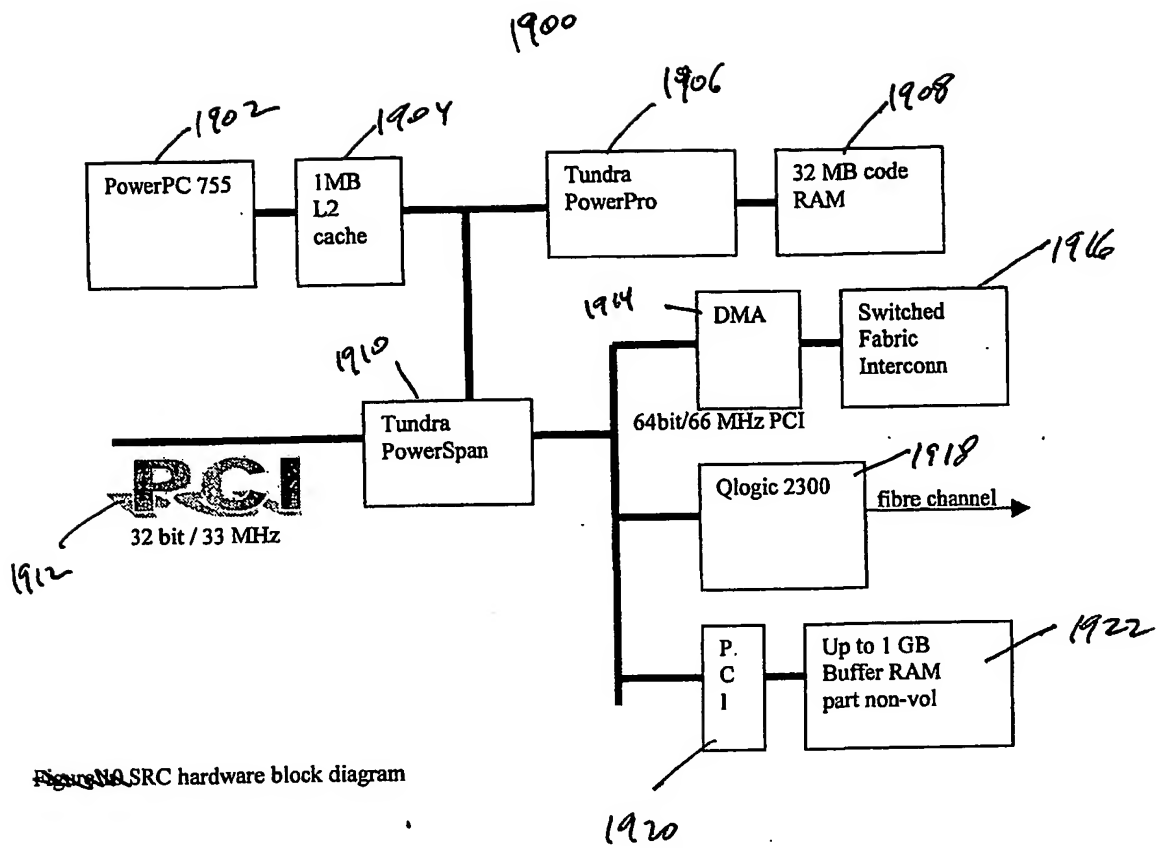 1900
1902
1904
1906
1908
PowerPC 755
1MB
L2
cache
Tundra
PowerPro
32 MB code
RAM
1916
1914
DMA
Switched
Fabric
Interconn
1910
Tundra
PowerSpan
64bit/66 MHz PCI
PCI
32 bit / 33 MHz
1912
1918
Qlogic 2300
fibre channel
P.
C
I
Up to 1 GB
Buffer RAM
part non-vol
1922
SRC hardware block diagram
1920